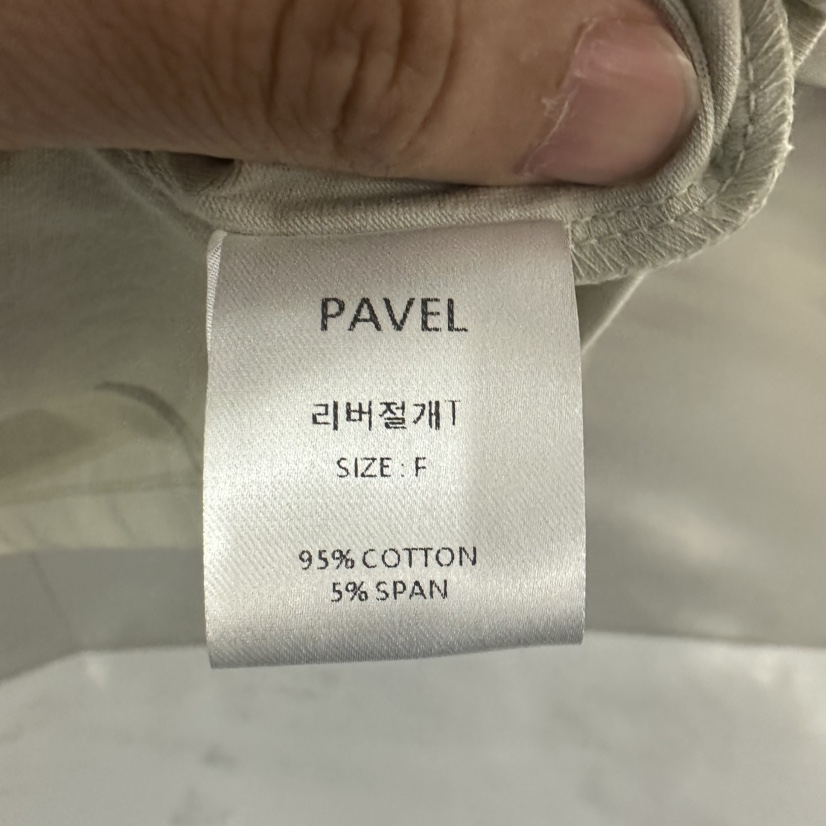 PAVEL
리버절개T
SIZE : F
95% COTTON
5% SPAN